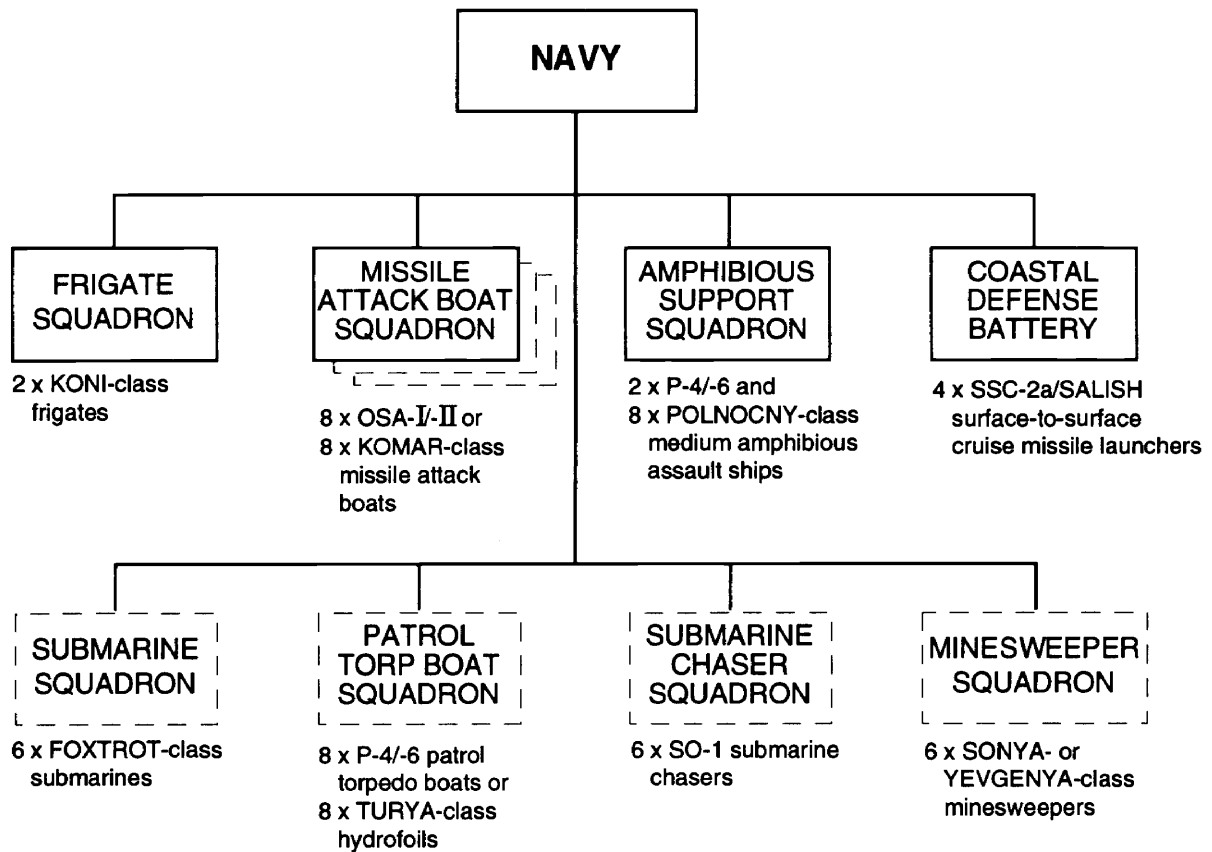 NAVY
FRIGATE
SQUADRON
2 x KONI-class
frigates
MISSILE
ATTACK BOAT
SQUADRON
8 x OSA-I/-II or
8 x KOMAR-class
missile attack
boats
AMPHIBIOUS
SUPPORT
SQUADRON
2 x P-4/-6 and
8 x POLNOCNY-class
medium amphibious
assault ships
COASTAL
DEFENSE
BATTERY
4 x SSC-2a/SALISH
surface-to-surface
cruise missile launchers
SUBMARINE
SQUADRON
6 x FOXTROT-class
submarines
PATROL
TORP BOAT
SQUADRON
8 x P-4/-6 patrol
torpedo boats or
8 x TURYA-class
hydrofoils
SUBMARINE
CHASER
SQUADRON
6 x SO-1 submarine
chasers
MINESWEEPER
SQUADRON
6 x SONYA- or
YEVGENYA-class
minesweepers